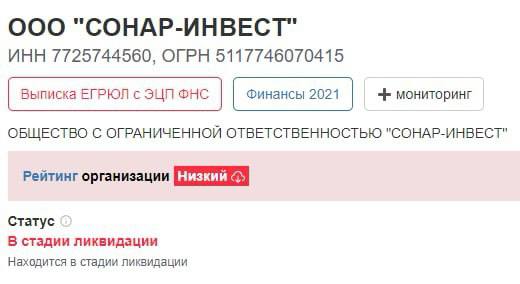 ООО "СОНАР-ИНВЕСТ"
ИНН 7725744560, ОГРН 5117746070415
Выписка ЕГРЮЛ с ЭЦП ФНС
Финансы 2021
+ мониторинг
ОБЩЕСТВО С ОГРАНИЧЕННОЙ ОТВЕТСТВЕННОСТЬЮ "СОНАР-ИНВЕСТ"
Рейтинг организации Низкий
Статус
В стадии ликвидации
Находится в стадии ликвидации